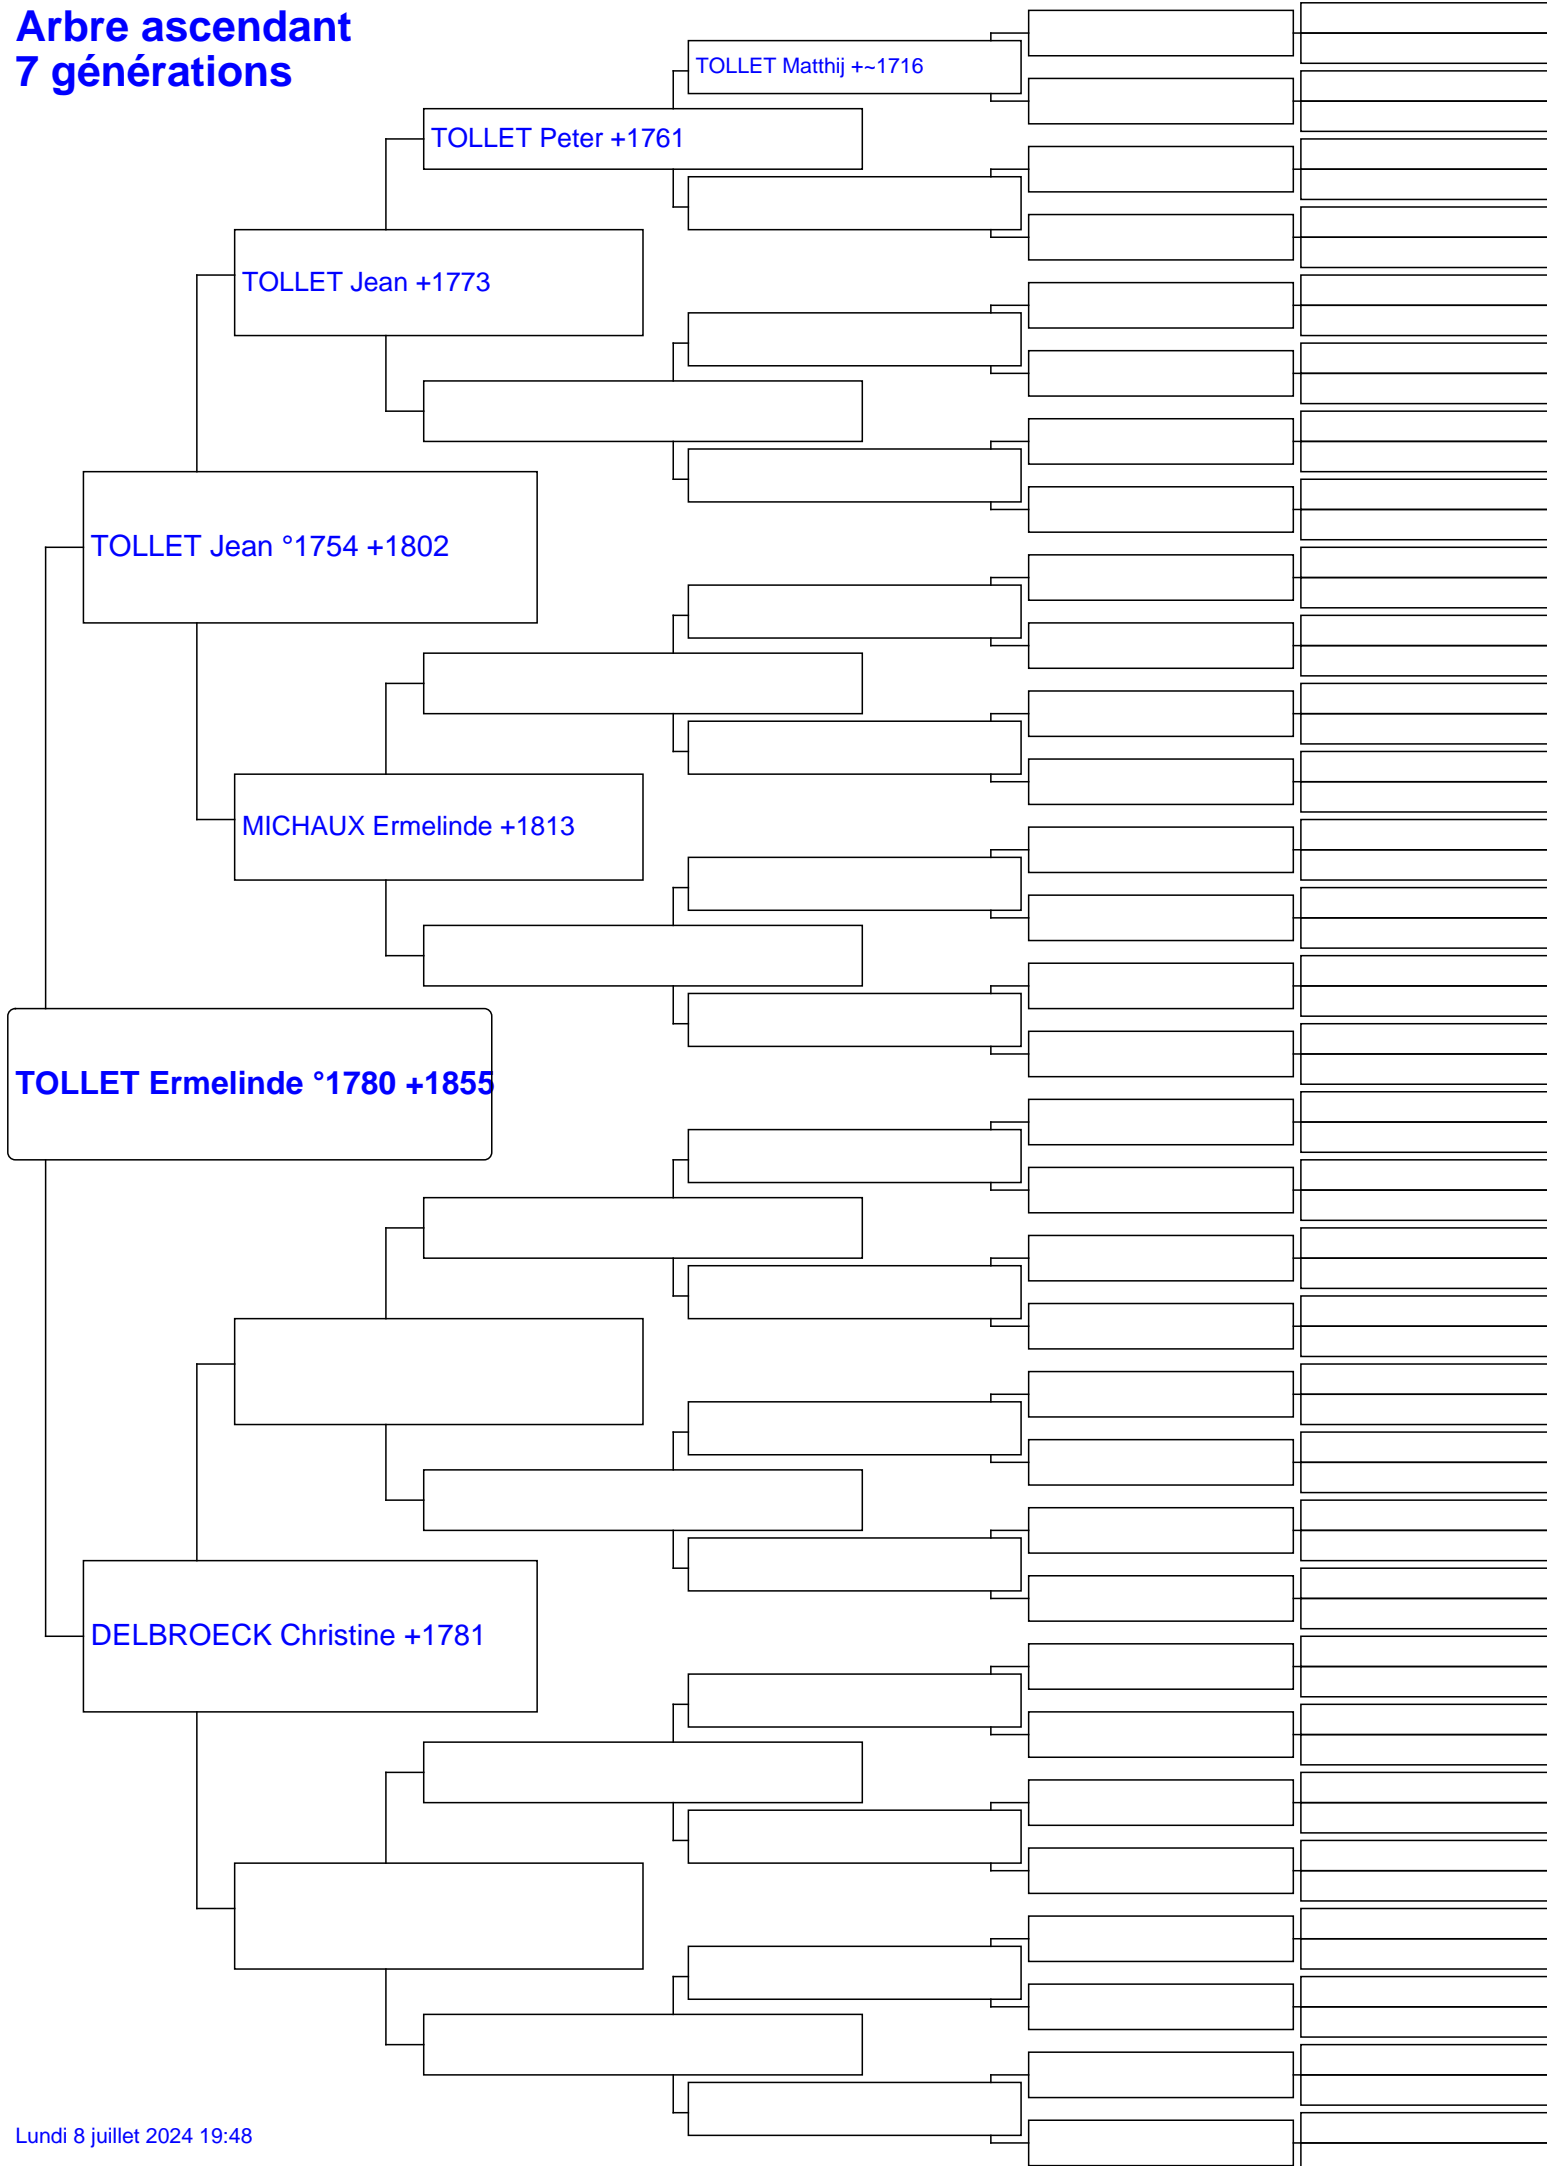 Arbre ascendant
7 générations
TOLLET Matthij +~1716
TOLLET Peter +1761
TOLLET Jean +1773
TOLLET Jean °1754 +1802
MICHAUX Ermelinde +1813
TOLLET Ermelinde °1780 +1855
DELBROECK Christine +1781
Lundi 8 juillet 2024 19:48